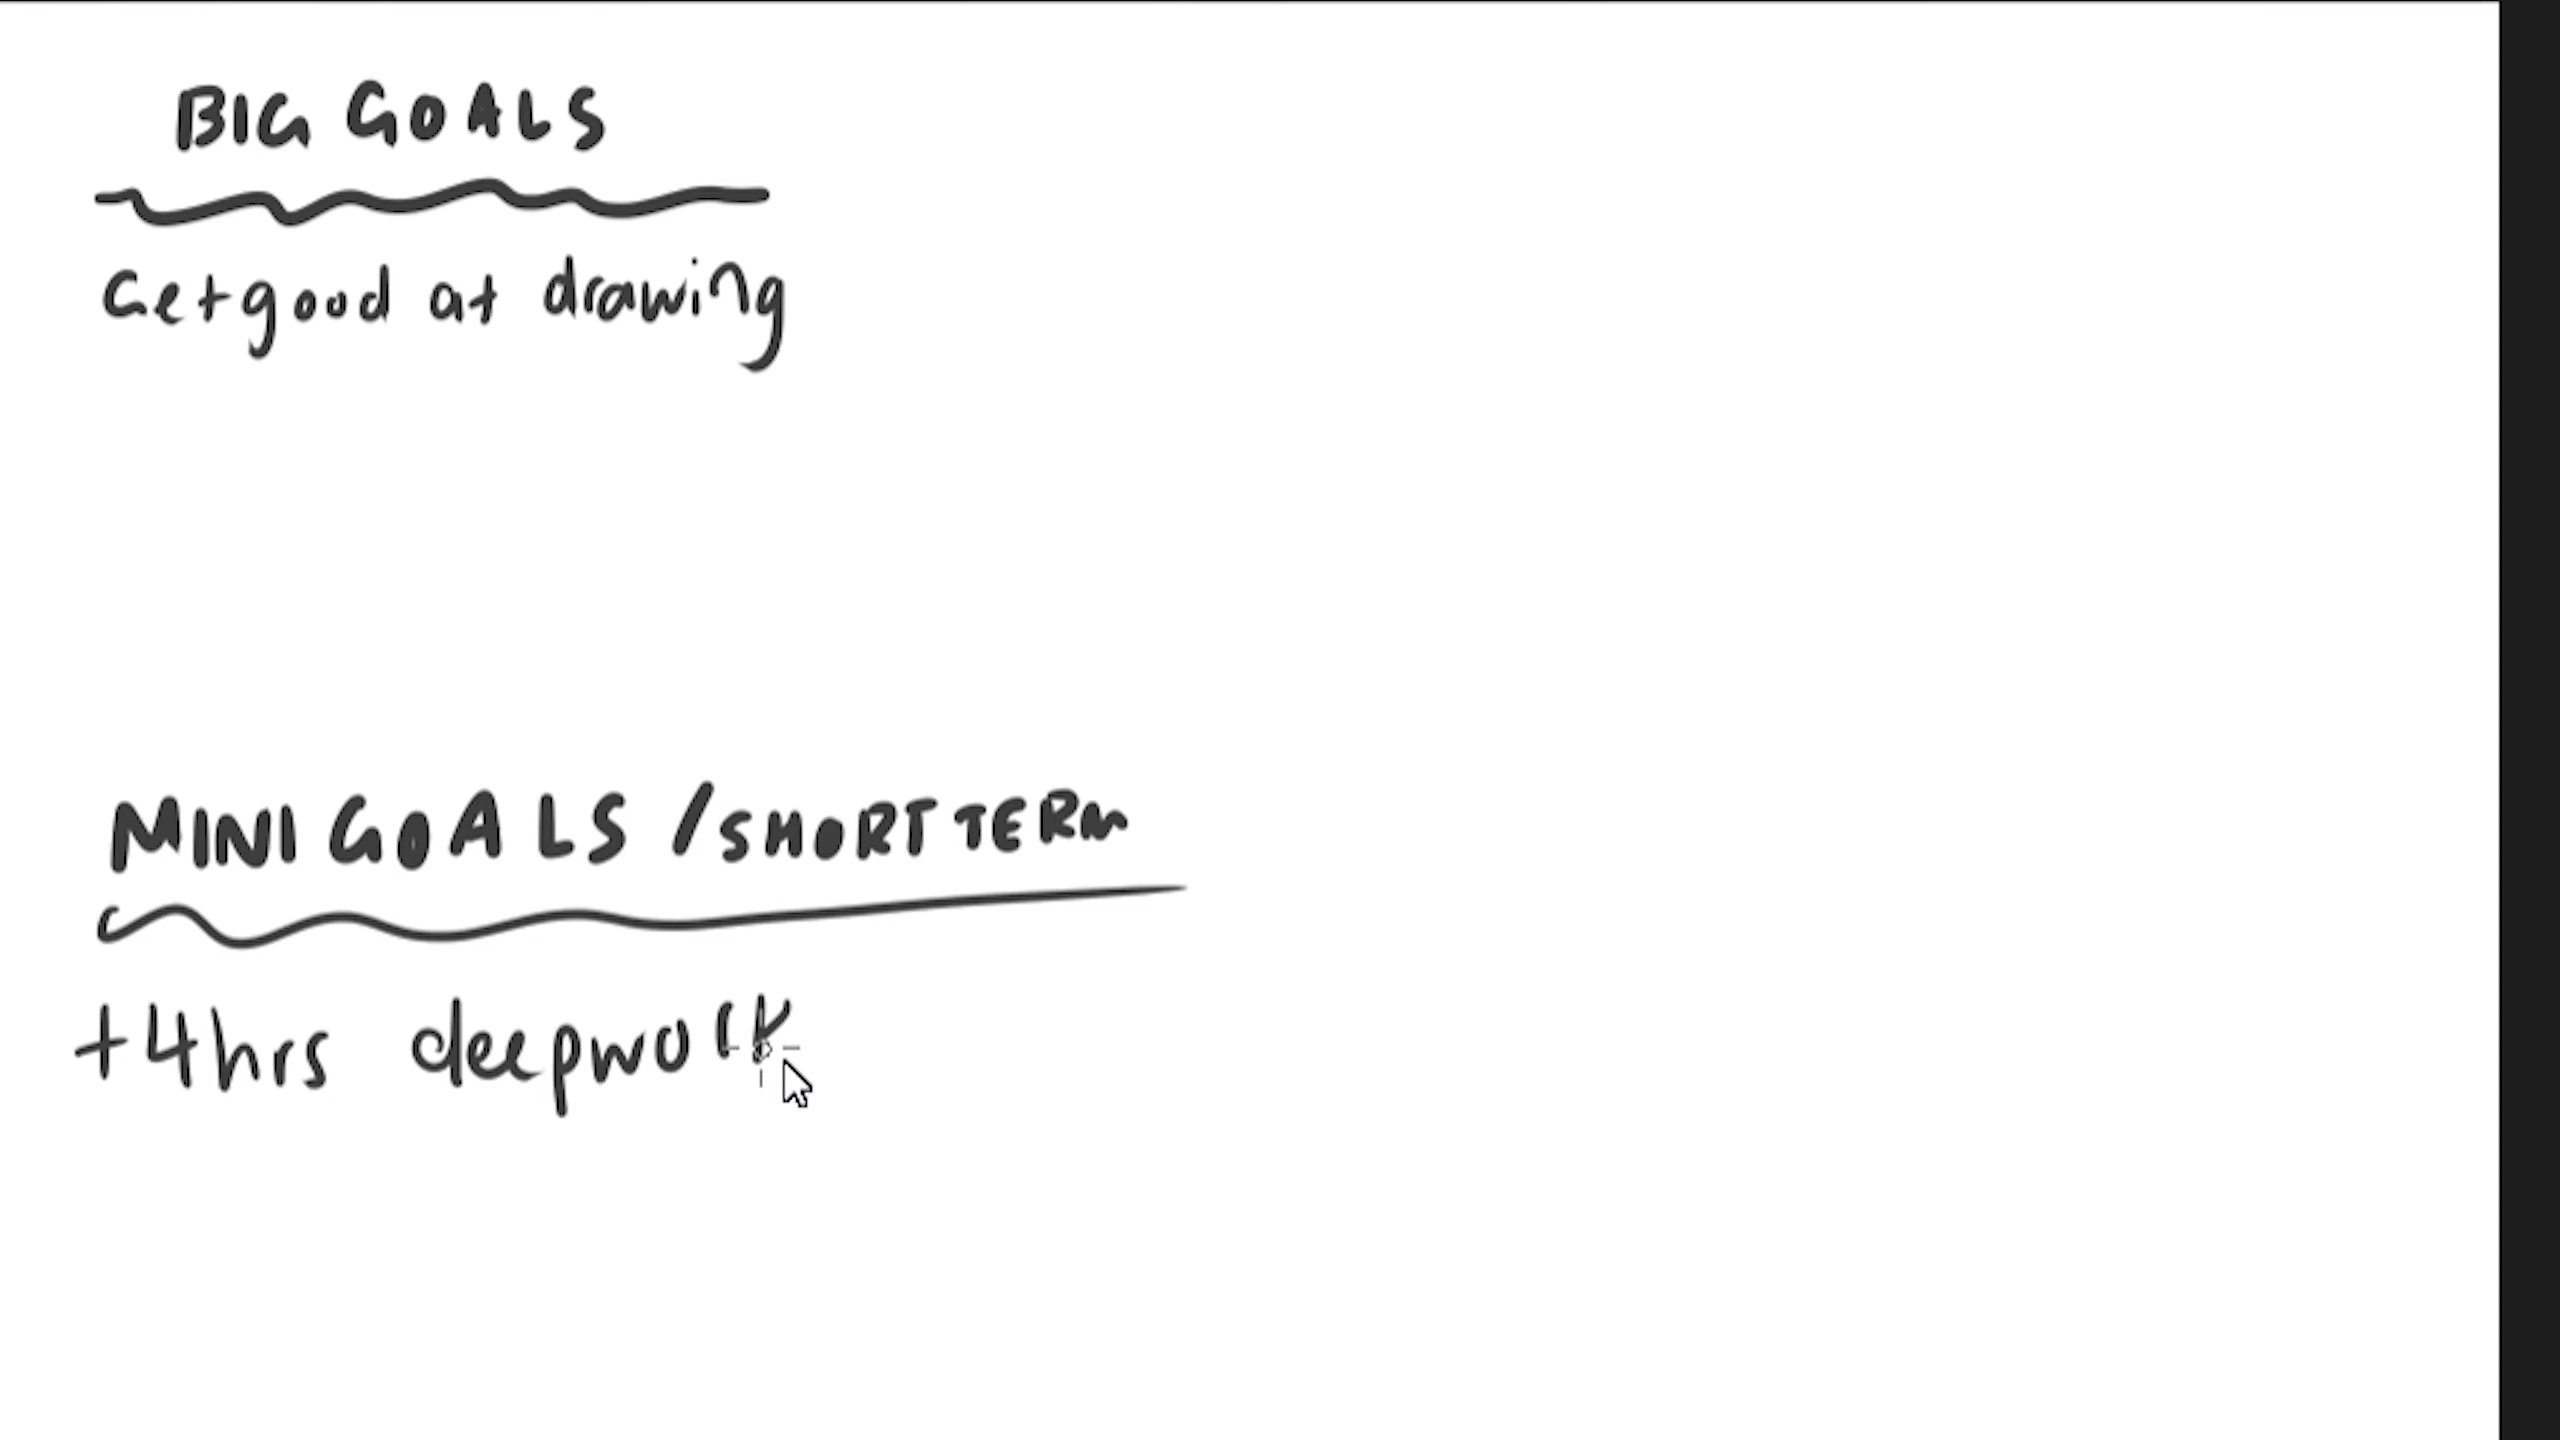 BIG GOALS
Get good at drawing
MINI GOALS / SHORT TERM
+4hrs deepwork